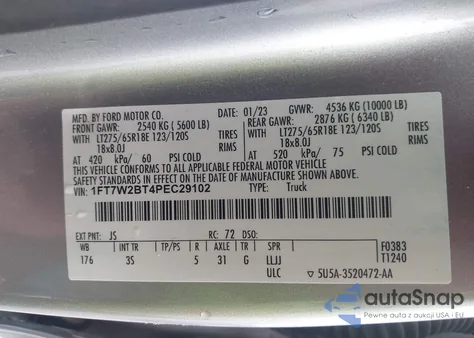 MFD. BY FORD MOTOR CO.
DATE: 01/23 GVWR: 4536 KG (10000 LB)
FRONT GAWR: 2540 KG (5600 LB) REAR GAWR: 2876 KG (6340 LB)
WITH LT275/65R18E 123/120S WITH LT275/65R18E 123/120S
18x8.0J 18x8.0J
AT 420 kPa/ 60 PSI COLD AT 520 kPa/ 75 PSI COLD
THIS VEHICLE CONFORMS TO ALL APPLICABLE FEDERAL MOTOR VEHICLE
SAFETY STANDARDS IN EFFECT ON THE DATE OF MANUFACTURE SHOWN ABOVE.
VIN: 1FT7W2BT4PEC29102 TYPE: Truck
EXT PNT: JS RC: 72 DSO: F0383
WB INT TR TP/PS R AXLE TR SPR T1240
176 3S 5 31 G LLJJ
ULC ▽ 5U5A-3520472-AA
autoSnap
Pewne auta z USA i EU